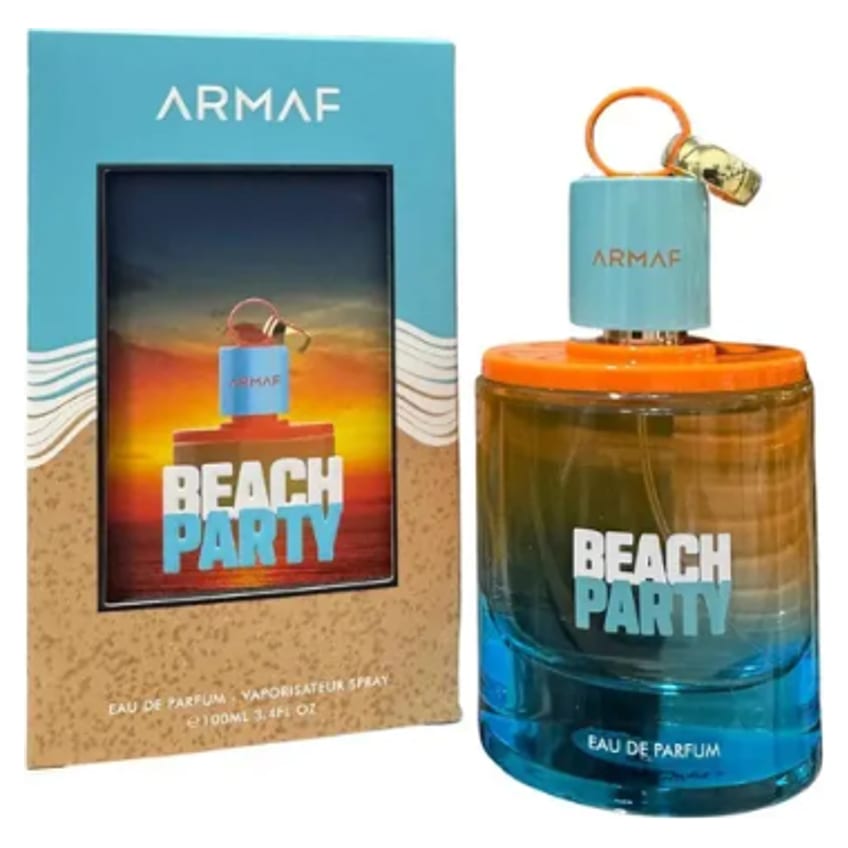 ARMAF
ARMAF
BEACH
PARTY
EAU DE PARFUM . VAPORISATEUR SPRAY
℮100ML 3.4FL OZ
ARMAF
BEACH
PARTY
EAU DE PARFUM